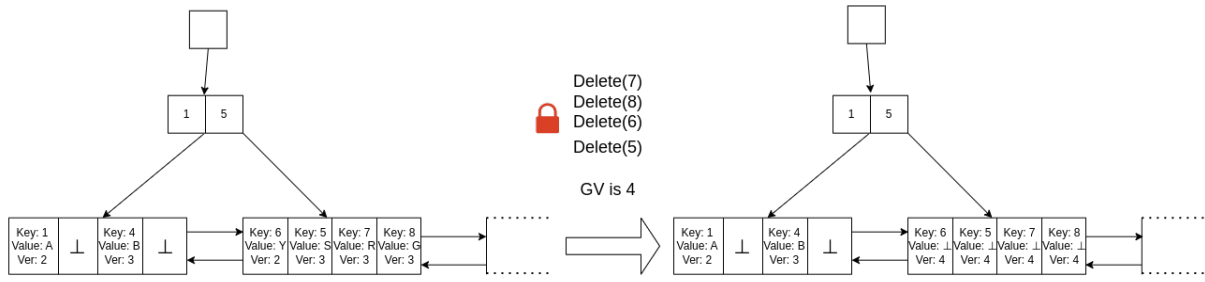 1 5
Key: 1
Value: A
Ver: 2
⊥
Key: 4
Value: B
Ver: 3
⊥
Key: 6
Value: Y
Ver: 2
Key: 5
Value: S
Ver: 3
Key: 7
Value: R
Ver: 3
Key: 8
Value: G
Ver: 3
Delete(7)
Delete(8)
Delete(6)
Delete(5)
GV is 4
1 5
Key: 1
Value: A
Ver: 2
⊥
Key: 4
Value: B
Ver: 3
⊥
Key: 6
Value: ⊥
Ver: 4
Key: 5
Value: ⊥
Ver: 4
Key: 7
Value: ⊥
Ver: 4
Key: 8
Value: ⊥
Ver: 4